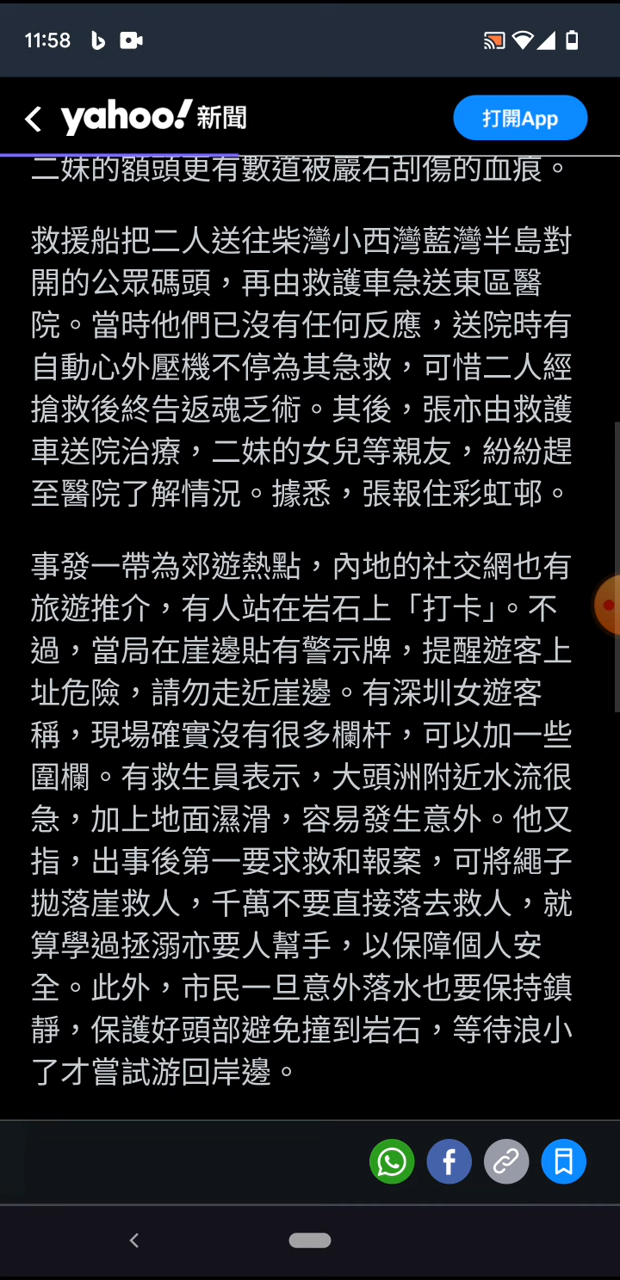 11:58
yahoo!新聞
打開App
二妹的額頭更有數道被巖石刮傷的血痕。
救援船把二人送往柴灣小西灣藍灣半島對
開的公眾碼頭，再由救護車急送東區醫
院。當時他們已沒有任何反應，送院時有
自動心外壓機不停為其急救，可惜二人經
搶救後終告返魂乏術。其後，張亦由救護
車送院治療，二妹的女兒等親友，紛紛趕
至醫院了解情況。據悉，張報住彩虹邨。
事發一帶為郊遊熱點，內地的社交網也有
旅遊推介，有人站在岩石上「打卡」。不
過，當局在崖邊貼有警示牌，提醒遊客上
址危險，請勿走近崖邊。有深圳女遊客
稱，現場確實沒有很多欄杆，可以加一些
圍欄。有救生員表示，大頭洲附近水流很
急，加上地面濕滑，容易發生意外。他又
指，出事後第一要求救和報案，可將繩子
拋落崖救人，千萬不要直接落去救人，就
算學過拯溺亦要人幫手，以保障個人安
全。此外，市民一旦意外落水也要保持鎮
靜，保護好頭部避免撞到岩石，等待浪小
了才嘗試游回岸邊。